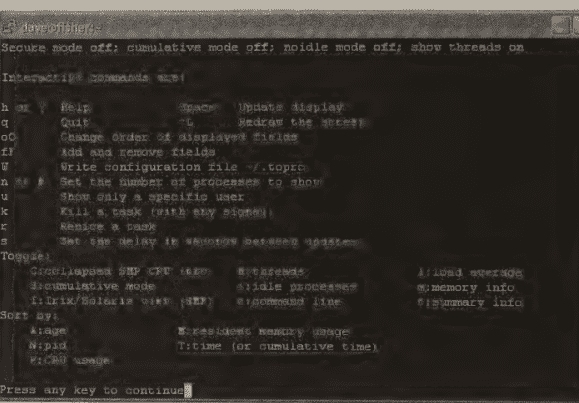 Secure mode off; cumulative mode off; noidle mode off; show threads on
Interactive commands are:
h or ? Help Space Update display
q Quit ^L Redraw the screen
oO Change order of displayed fields
fF Add and remove fields
W Write configuration file ~/.toprc
n or # Set the number of processes to show
u Show only a specific user
k Kill a task (with any signal)
r Renice a task
s Set the delay in seconds between updates
Toggle:
C:collapsed SMP CPU H:threads l:load average
S:cumulative mode i:idle processes m:memory info
I:Irix/Solaris view (SMP) c:command line t:summary info
Sort by:
A:age M:resident memory usage
N:pid T:time (or cumulative time)
P:CPU usage
Press any key to continue